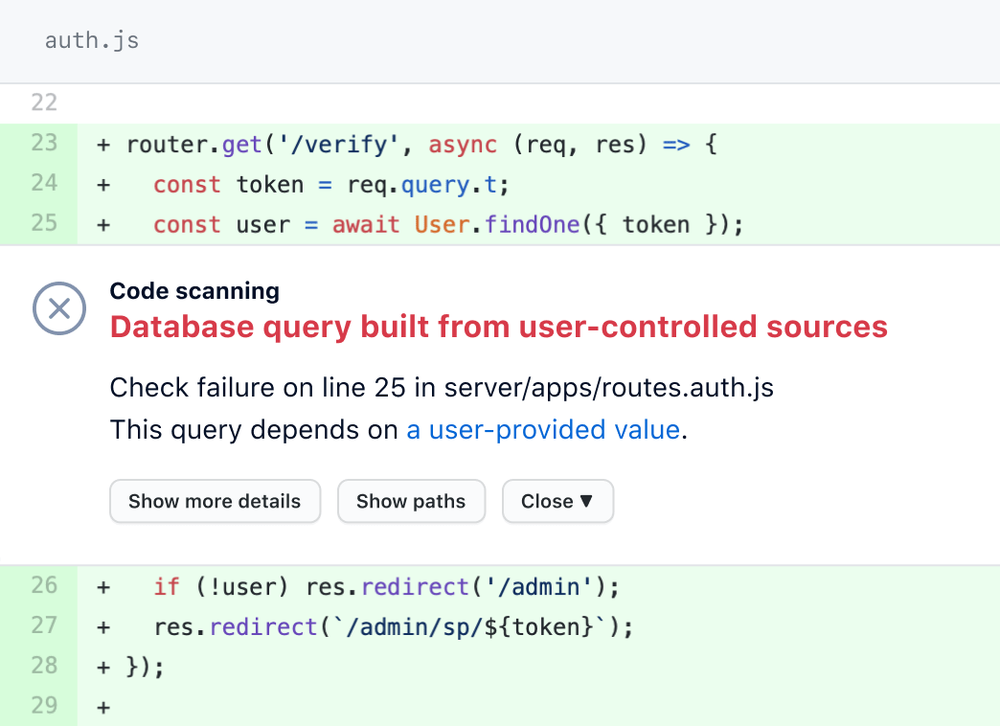 auth.js
22
23 + router.get('/verify', async (req, res) => {
24 +   const token = req.query.t;
25 +   const user = await User.findOne({ token });
Code scanning
Database query built from user-controlled sources
Check failure on line 25 in server/apps/routes.auth.js
This query depends on a user-provided value.
Show more details Show paths Close ▼
26 +   if (!user) res.redirect('/admin');
27 +   res.redirect(`/admin/sp/${token}`);
28 + });
29 +